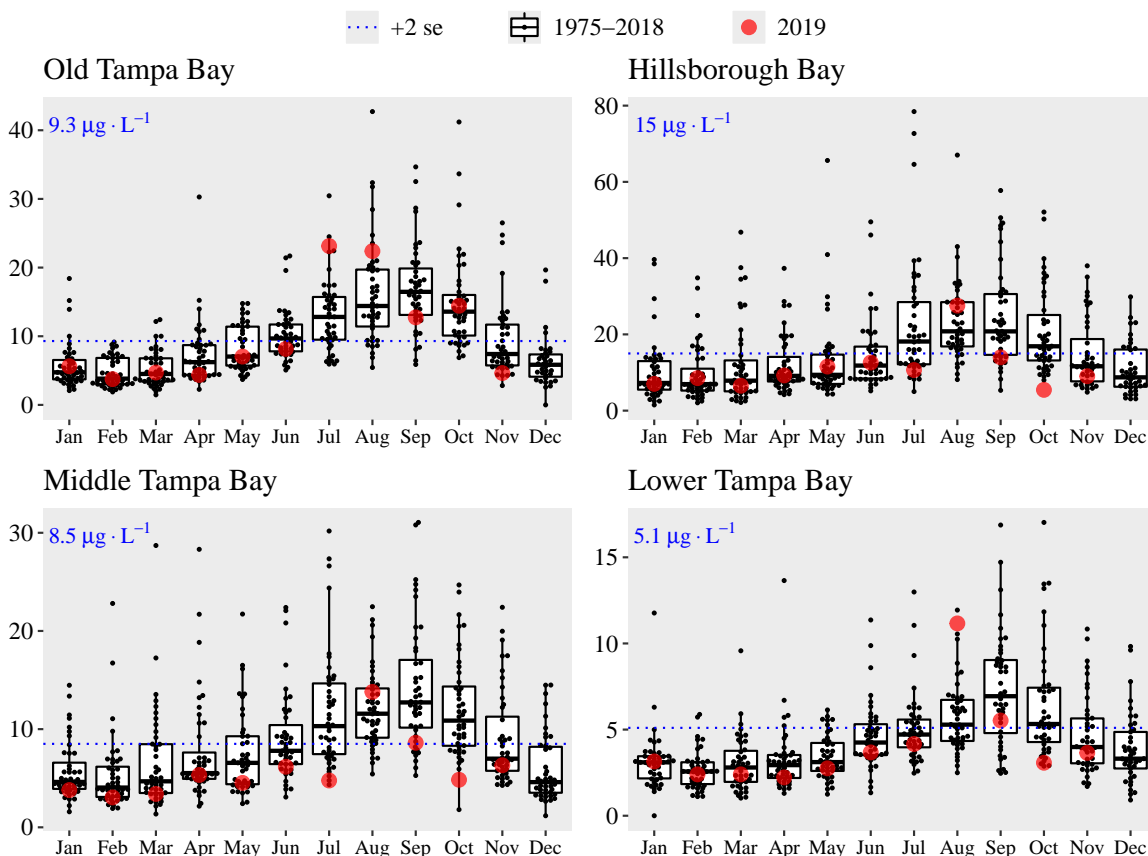 +2 se 1975–2018 2019
Old Tampa Bay
9.3 μg · L⁻¹
40
30
20
10
0
Jan Feb Mar Apr May Jun Jul Aug Sep Oct Nov Dec
Hillsborough Bay
15 μg · L⁻¹
80
60
40
20
0
Jan Feb Mar Apr May Jun Jul Aug Sep Oct Nov Dec
Middle Tampa Bay
8.5 μg · L⁻¹
30
20
10
0
Jan Feb Mar Apr May Jun Jul Aug Sep Oct Nov Dec
Lower Tampa Bay
5.1 μg · L⁻¹
15
10
5
0
Jan Feb Mar Apr May Jun Jul Aug Sep Oct Nov Dec